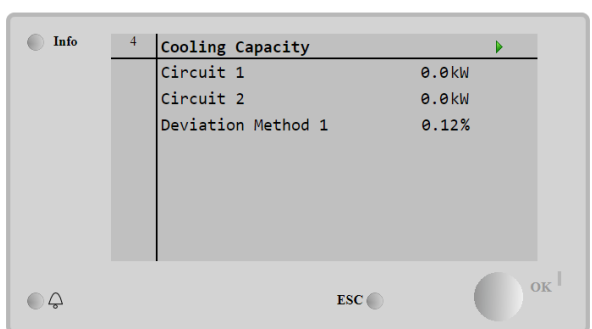 Info
4 Cooling Capacity
Circuit 1 0.0kW
Circuit 2 0.0kW
Deviation Method 1 0.12%
ESC
OK